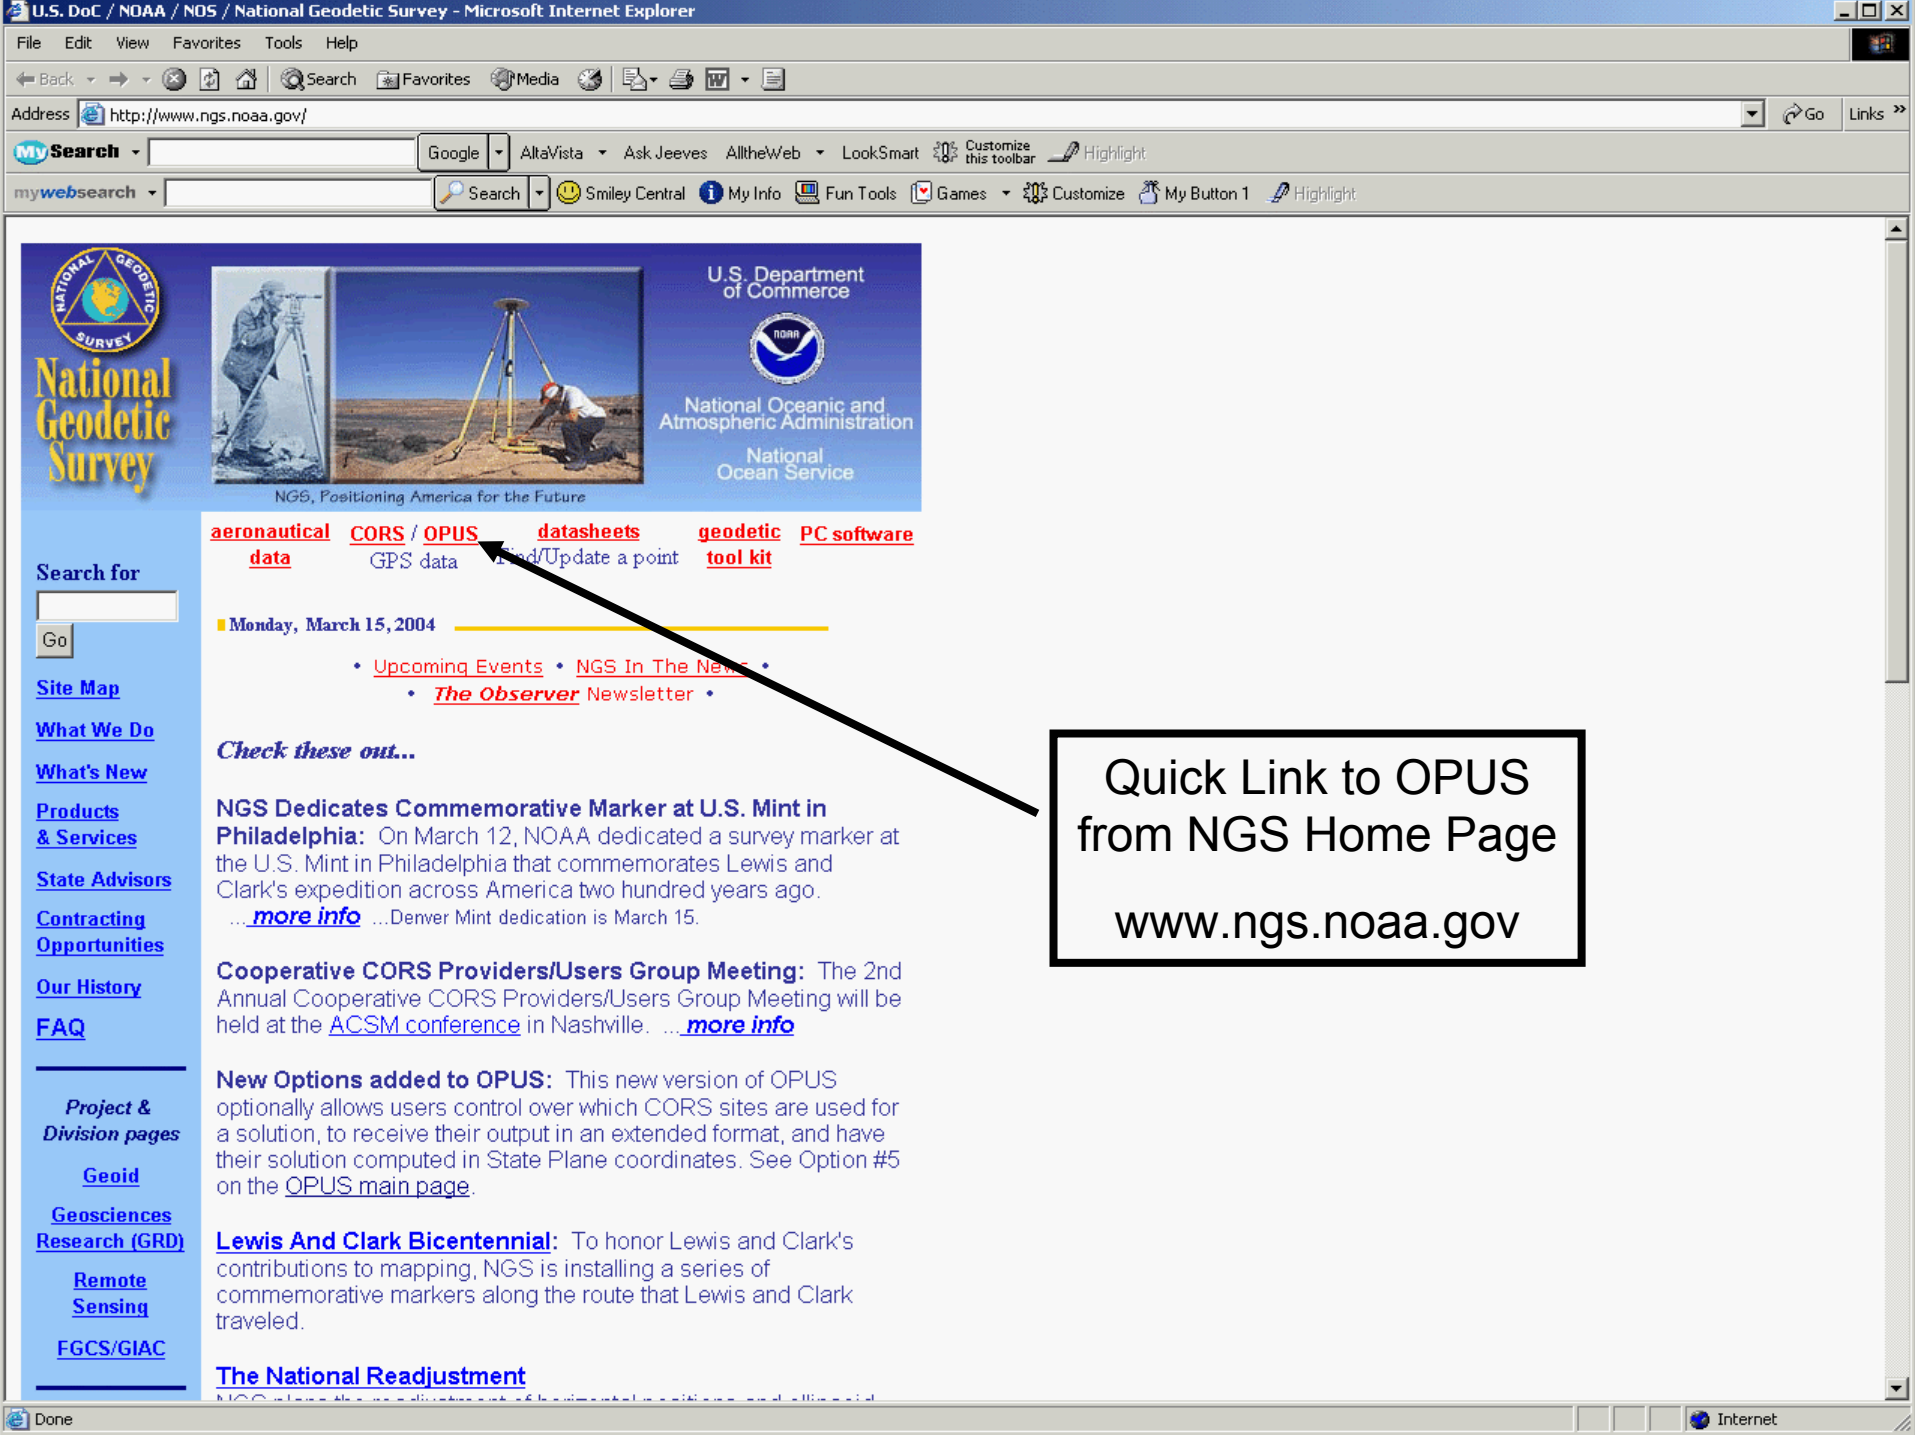 U.S. DoC / NOAA / NOS / National Geodetic Survey - Microsoft Internet Explorer
File Edit View Favorites Tools Help
Back Search Favorites Media
Address http://www.ngs.noaa.gov/ Go Links »
My Search Google AltaVista Ask Jeeves AlltheWeb LookSmart Customize this toolbar Highlight
mywebsearch Search Smiley Central My Info Fun Tools Games Customize My Button 1 Highlight
NATIONAL GEODETIC SURVEY
National
Geodetic
Survey
NGS, Positioning America for the Future
U.S. Department
of Commerce
NOAA
National Oceanic and
Atmospheric Administration
National
Ocean Service
aeronautical data
CORS / OPUS
GPS data
datasheets
Find/Update a point
geodetic tool kit
PC software
Search for
Go
Site Map
What We Do
What's New
Products
& Services
State Advisors
Contracting
Opportunities
Our History
FAQ
Project &
Division pages
Geoid
Geosciences
Research (GRD)
Remote
Sensing
FGCS/GIAC
Monday, March 15, 2004
• Upcoming Events • NGS In The News •
• The Observer Newsletter •
Check these out...
NGS Dedicates Commemorative Marker at U.S. Mint in
Philadelphia: On March 12, NOAA dedicated a survey marker at
the U.S. Mint in Philadelphia that commemorates Lewis and
Clark's expedition across America two hundred years ago.
... more info ...Denver Mint dedication is March 15.
Cooperative CORS Providers/Users Group Meeting: The 2nd
Annual Cooperative CORS Providers/Users Group Meeting will be
held at the ACSM conference in Nashville. ... more info
New Options added to OPUS: This new version of OPUS
optionally allows users control over which CORS sites are used for
a solution, to receive their output in an extended format, and have
their solution computed in State Plane coordinates. See Option #5
on the OPUS main page.
Lewis And Clark Bicentennial: To honor Lewis and Clark's
contributions to mapping, NGS is installing a series of
commemorative markers along the route that Lewis and Clark
traveled.
The National Readjustment
NGS plans the readjustment of horizontal positions and ellipsoid
Quick Link to OPUS
from NGS Home Page
www.ngs.noaa.gov
Done
Internet